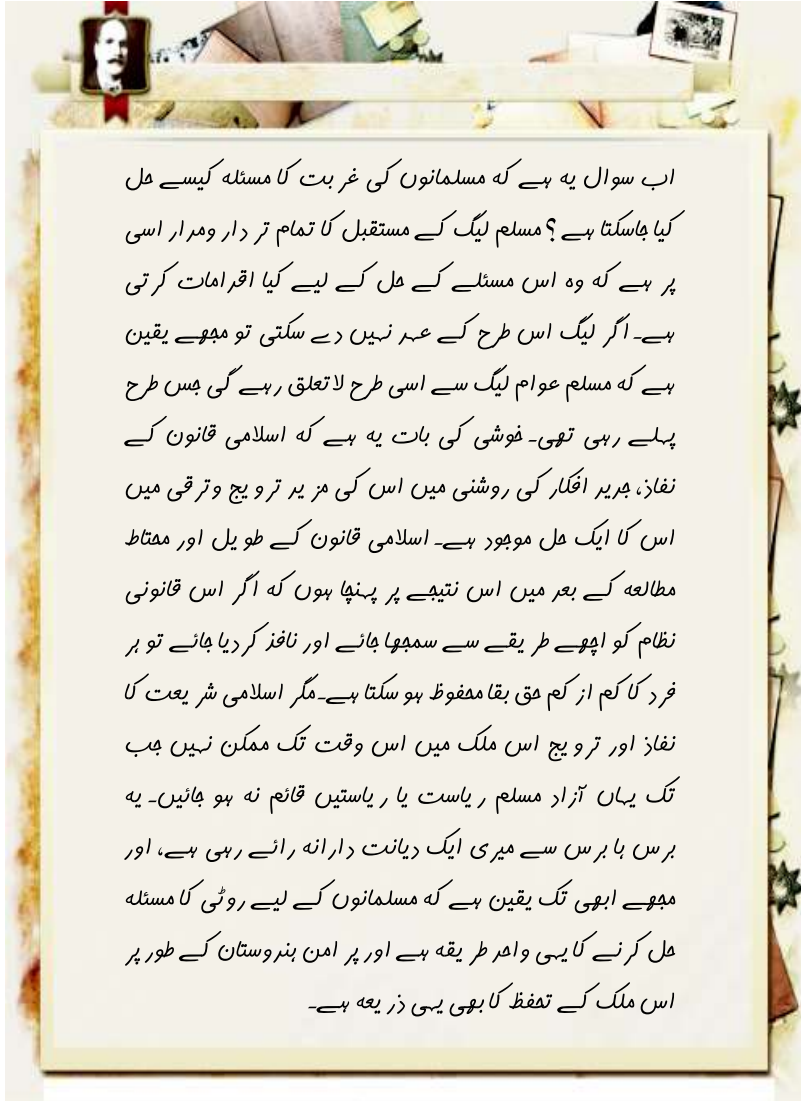 اب سوال یہ ہے کہ مسلمانوں کی غربت کا مسئلہ کیسے حل
کیا جاسکتا ہے؟ مسلم لیگ کے مستقبل کا تمام تر دار ومدار اسی
پر ہے کہ وہ اس مسئلے کے حل کے لیے کیا اقدامات کرتی
ہے۔ اگر لیگ اس طرح کے عہد نہیں دے سکتی تو مجھے یقین
ہے کہ مسلم عوام لیگ سے اسی طرح لاتعلق رہے گی جس طرح
پہلے رہی تھی۔ خوشی کی بات یہ ہے کہ اسلامی قانون کے
نفاذ، جدید افکار کی روشنی میں اس کی مزید ترویج وترقی میں
اس کا ایک حل موجود ہے۔ اسلامی قانون کے طویل اور محتاط
مطالعہ کے بعد میں اس نتیجے پر پہنچا ہوں کہ اگر اس قانونی
نظام کو اچھے طریقے سے سمجھا جائے اور نافذ کردیا جائے تو ہر
فرد کا کم از کم حق بقا محفوظ ہو سکتا ہے۔مگر اسلامی شریعت کا
نفاذ اور ترویج اس ملک میں اس وقت تک ممکن نہیں جب
تک یہاں آزاد مسلم ریاست یا ریاستیں قائم نہ ہو جائیں۔ یہ
برس ہا برس سے میری ایک دیانت دارانہ رائے رہی ہے، اور
مجھے ابھی تک یقین ہے کہ مسلمانوں کے لیے روٹی کا مسئلہ
حل کرنے کا یہی واحد طریقہ ہے اور پر امن ہندوستان کے طور پر
اس ملک کے تحفظ کا بھی یہی ذریعہ ہے۔